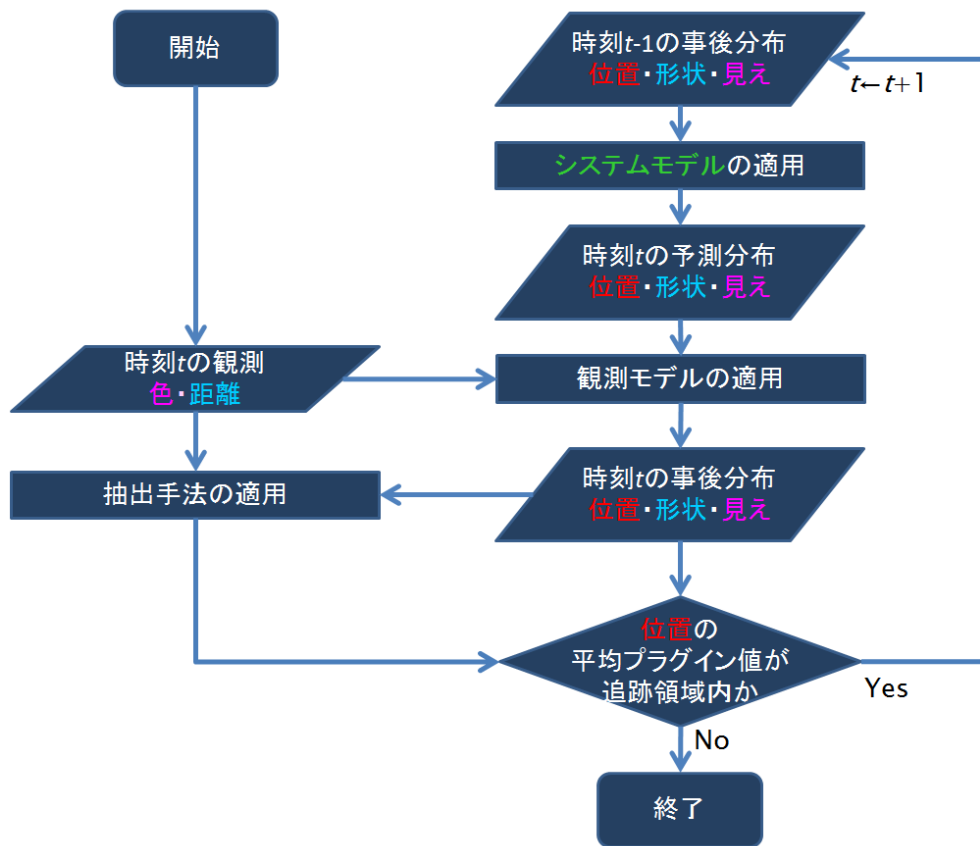 開始
時刻t-1の事後分布
位置・形状・見え
t←t+1
システムモデルの適用
時刻tの予測分布
位置・形状・見え
時刻tの観測
色・距離
観測モデルの適用
抽出手法の適用
時刻tの事後分布
位置・形状・見え
位置の
平均プラグイン値が
追跡領域内か
Yes
No
終了